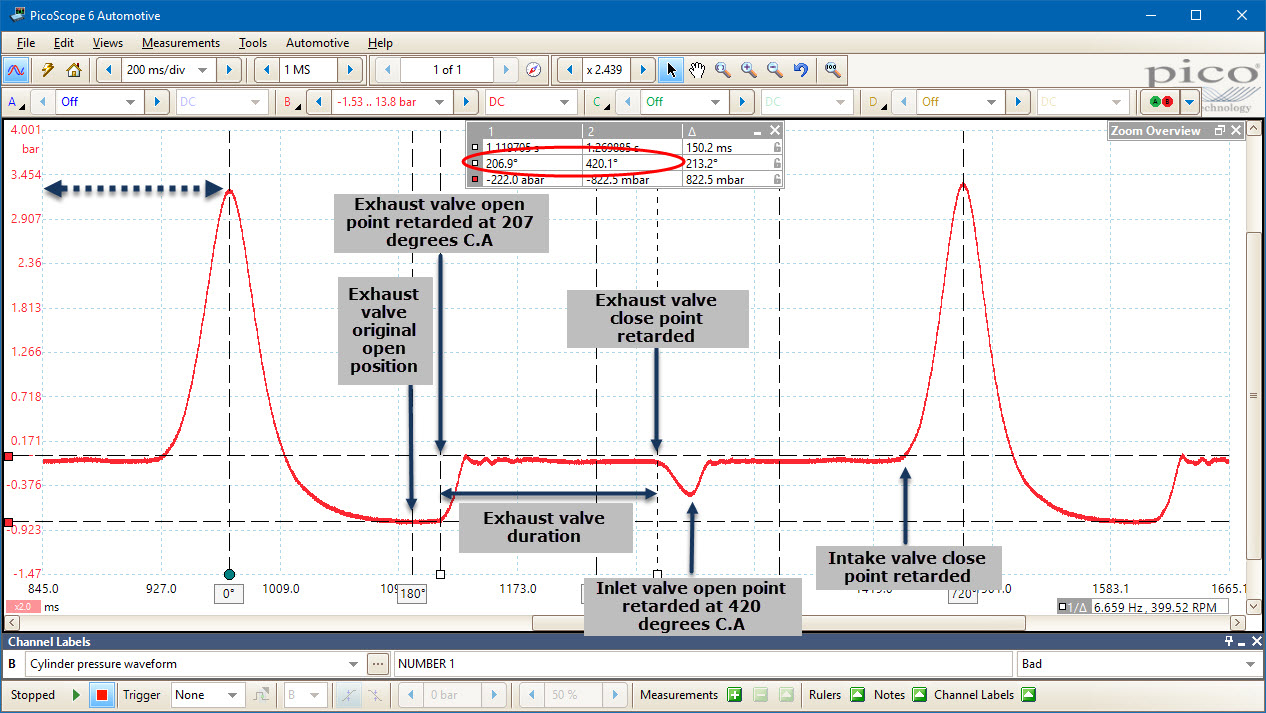 PicoScope 6 Automotive
File Edit Views Measurements Tools Automotive Help
200 ms/div 1 MS 1 of 1 x 2.439
pico
Technology
A Off DC B -1.53 .. 13.8 bar DC C Off DC D Off DC A B
4.001
bar
3.454
2.907
2.36
1.813
1.266
0.718
0.171
-0.376
-0.923
-1.47
1 2 Δ
150.2 ms
206.9° 420.1° 213.2°
-222.0 abar -822.5 mbar 822.5 mbar
Zoom Overview
Exhaust valve open
point retarded at 207
degrees C.A
Exhaust
valve
original
open
position
Exhaust valve
close point
retarded
Exhaust valve
duration
Inlet valve open point
retarded at 420
degrees C.A
Intake valve close
point retarded
845.0 927.0 1009.0 1173.0 1583.1 1665.1
0° 180° 720°
x2.0 ms
1/Δ 6.659 Hz , 399.52 RPM
Channel Labels
B Cylinder pressure waveform ... NUMBER 1 Bad
Stopped Trigger None B 0 bar 50 % Measurements Rulers Notes Channel Labels